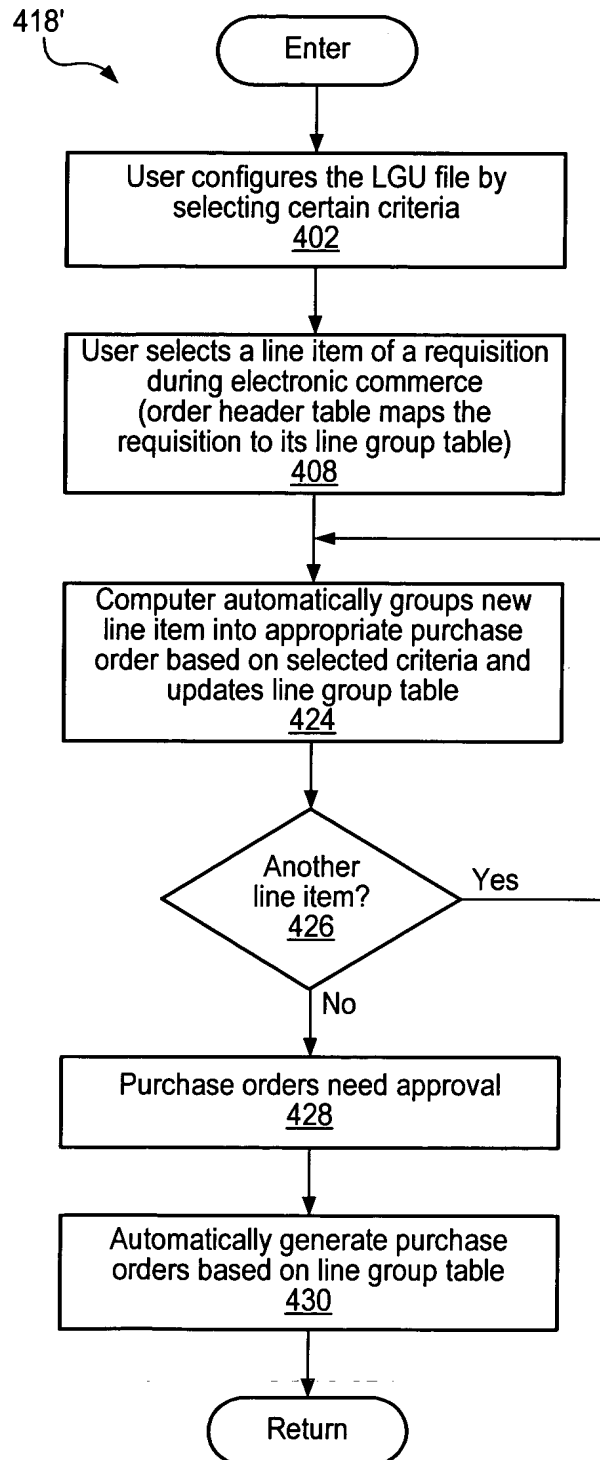 418'
Enter
User configures the LGU file by
selecting certain criteria
402
User selects a line item of a requisition
during electronic commerce
(order header table maps the
requisition to its line group table)
408
Computer automatically groups new
line item into appropriate purchase
order based on selected criteria and
updates line group table
424
Another
line item?
426
Yes
No
Purchase orders need approval
428
Automatically generate purchase
orders based on line group table
430
Return